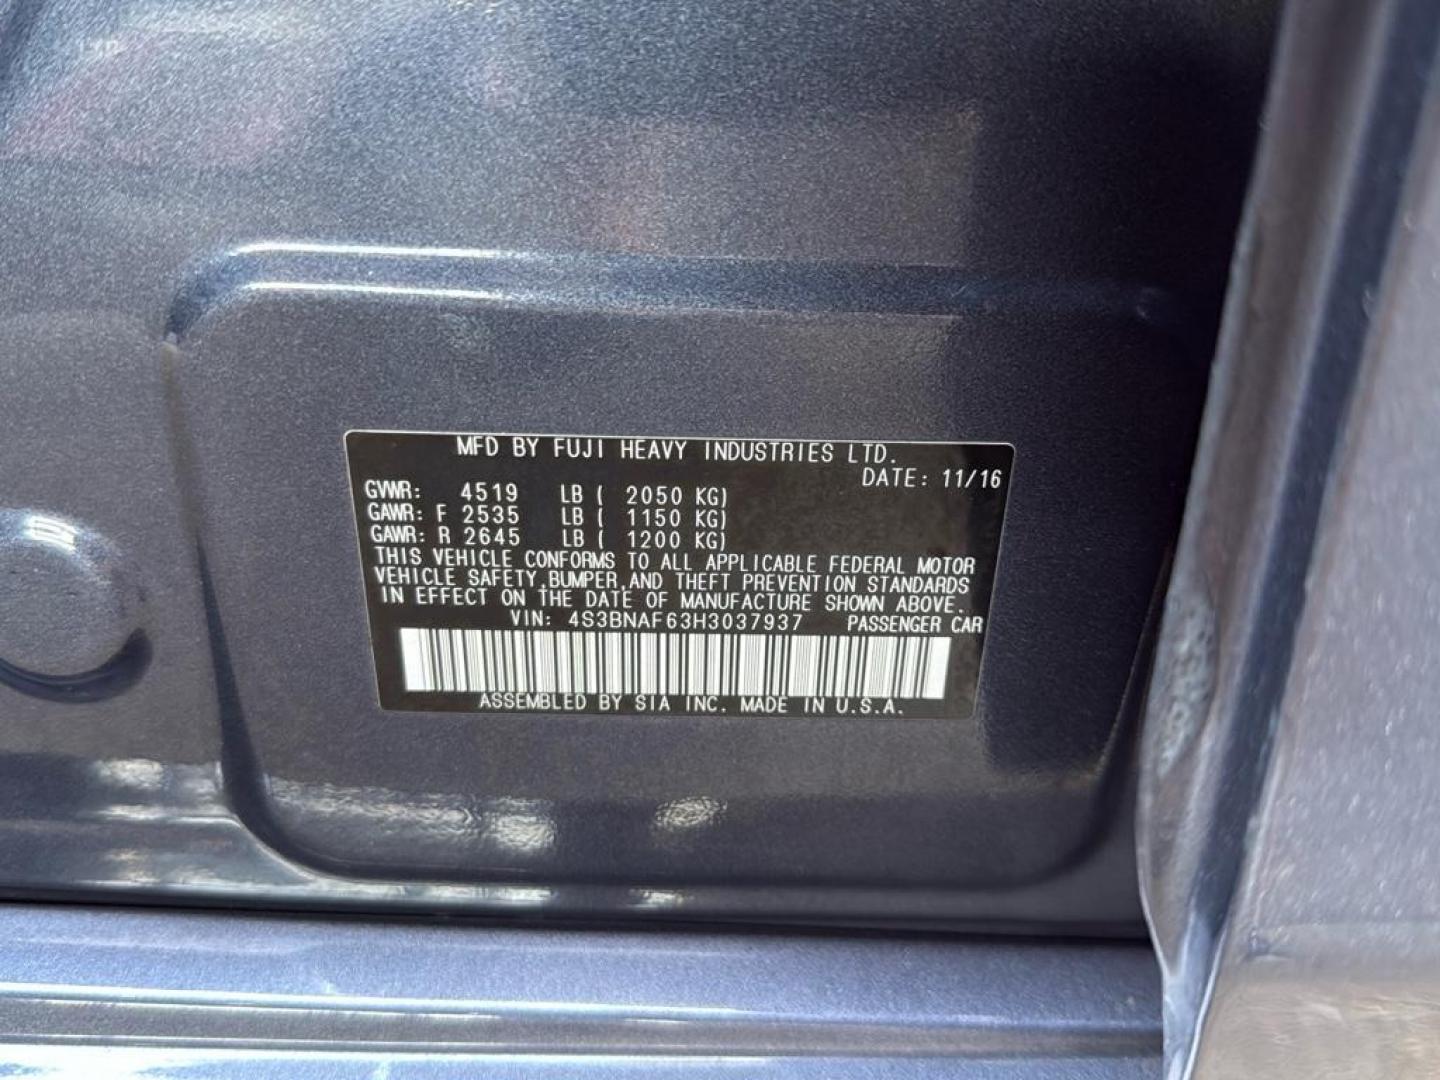 MFD BY FUJI HEAVY INDUSTRIES LTD.
DATE: 11/16
GVWR: 4519 LB ( 2050 KG)
GAWR: F 2535 LB ( 1150 KG)
GAWR: R 2645 LB ( 1200 KG)
THIS VEHICLE CONFORMS TO ALL APPLICABLE FEDERAL MOTOR
VEHICLE SAFETY,BUMPER,AND THEFT PREVENTION STANDARDS
IN EFFECT ON THE DATE OF MANUFACTURE SHOWN ABOVE.
VIN: 4S3BNAF63H3037937 PASSENGER CAR
ASSEMBLED BY SIA INC. MADE IN U.S.A.